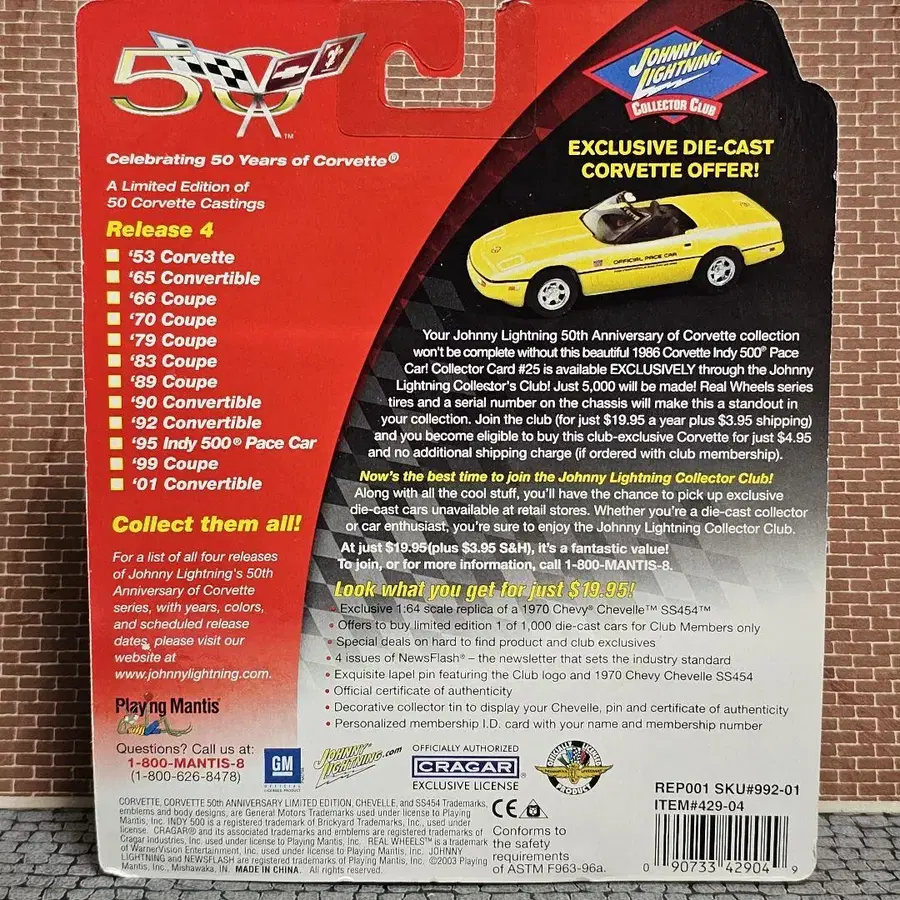 50
TM
Celebrating 50 Years of Corvette®
A Limited Edition of
50 Corvette Castings
Release 4
'53 Corvette
'65 Convertible
'66 Coupe
'70 Coupe
'79 Coupe
'83 Coupe
'89 Coupe
'90 Convertible
'92 Convertible
'95 Indy 500® Pace Car
'99 Coupe
'01 Convertible
Collect them all!
For a list of all four releases
of Johnny Lightning's 50th
Anniversary of Corvette
series, with years, colors,
and scheduled release
dates, please visit our
website at
www.johnnylightning.com.
Playing Mantis
Questions? Call us at:
1-800-MANTIS-8
(1-800-626-8478)
JOHNNY
LIGHTNING
COLLECTOR CLUB
EXCLUSIVE DIE-CAST
CORVETTE OFFER!
OFFICIAL PACE CAR
Your Johnny Lightning 50th Anniversary of Corvette collection
won't be complete without this beautiful 1986 Corvette Indy 500® Pace
Car! Collector Card #25 is available EXCLUSIVELY through the Johnny
Lightning Collector's Club! Just 5,000 will be made! Real Wheels series
tires and a serial number on the chassis will make this a standout in
your collection. Join the club (for just $19.95 a year plus $3.95 shipping)
and you become eligible to buy this club-exclusive Corvette for just $4.95
and no additional shipping charge (if ordered with club membership).
Now's the best time to join the Johnny Lightning Collector Club!
Along with all the cool stuff, you'll have the chance to pick up exclusive
die-cast cars unavailable at retail stores. Whether you're a die-cast collector
or car enthusiast, you're sure to enjoy the Johnny Lightning Collector Club.
At just $19.95(plus $3.95 S&H), it's a fantastic value!
To join, or for more information, call 1-800-MANTIS-8.
Look what you get for just $19.95!
• Exclusive 1:64 scale replica of a 1970 Chevy® Chevelle™ SS454™
• Offers to buy limited edition 1 of 1,000 die-cast cars for Club Members only
• Special deals on hard to find product and club exclusives
• 4 issues of NewsFlash® – the newsletter that sets the industry standard
• Exquisite lapel pin featuring the Club logo and 1970 Chevy Chevelle SS454
• Official certificate of authenticity
• Decorative collector tin to display your Chevelle, pin and certificate of authenticity
• Personalized membership I.D. card with your name and membership number
GM
OFFICIAL
LICENSED PRODUCT
JOHNNY
LIGHTNING.com
OFFICIALLY AUTHORIZED
CRAGAR®
EXCLUSIVE LICENSE
OFFICIALLY LICENSED
PRODUCT
CORVETTE, CORVETTE 50th ANNIVERSARY LIMITED EDITION, CHEVELLE, and SS454 Trademarks,
emblems and body designs, are General Motors Trademarks used under license to Playing
Mantis, Inc. INDY 500 is a registered trademark of Brickyard Trademarks, Inc., used under
license. CRAGAR® and its associated trademarks and emblems are registered trademarks of
Cragar Industries, Inc. used under license to Playing Mantis, Inc. 'REAL WHEELS™ is a trademark
of WarnerVision Entertainment, Inc. used under license to Playing Mantis, Inc. JOHNNY
LIGHTNING and NEWSFLASH are registered trademarks of Playing Mantis, Inc. ©2003 Playing
Mantis, Inc., Mishawaka, IN. MADE IN CHINA. All rights reserved.
CE
Conforms to
the safety
requirements
of ASTM F963-96a.
REP001 SKU#992-01
ITEM#429-04
0 90733 42904 9